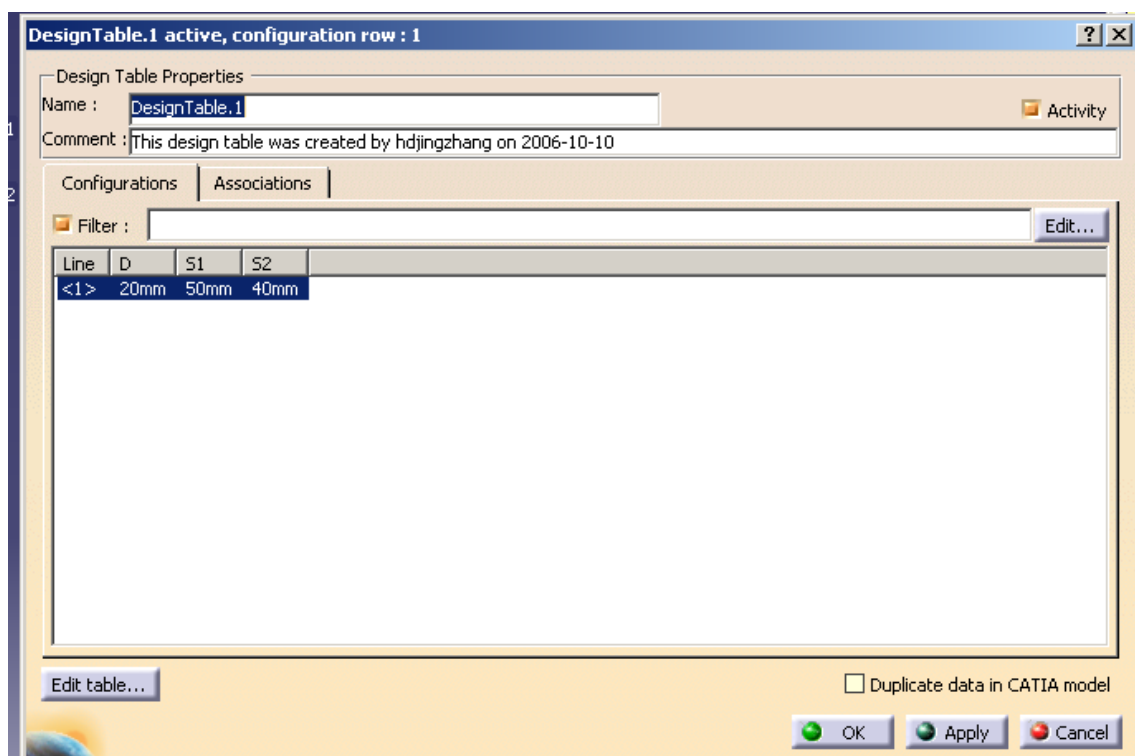 DesignTable.1 active, configuration row : 1
? X
Design Table Properties
Name : DesignTable.1
Activity
1
Comment : This design table was created by hdjingzhang on 2006-10-10
2
Configurations Associations
Filter : Edit...
Line D S1 S2
<1> 20mm 50mm 40mm
Edit table...
Duplicate data in CATIA model
OK Apply Cancel